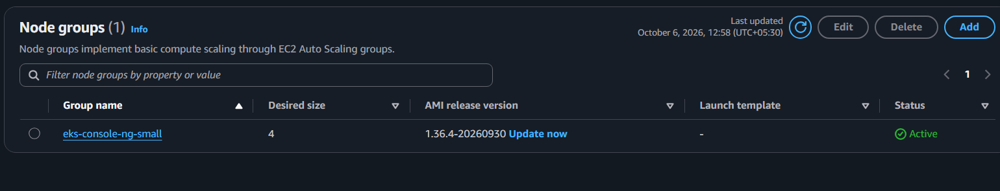 Node groups (1) Info
Last updated
October 6, 2026, 12:58 (UTC+05:30)
Edit
Delete
Add
Node groups implement basic compute scaling through EC2 Auto Scaling groups.
Filter node groups by property or value
1
Group name Desired size AMI release version Launch template Status
eks-console-ng-small 4 1.36.4-20260930 Update now - Active